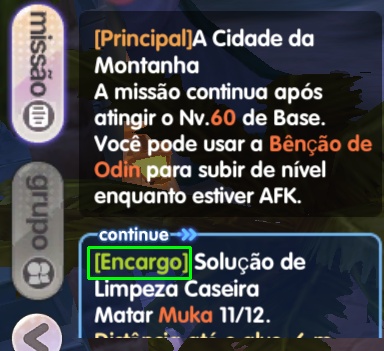 missão
[Principal]A Cidade da
Montanha
A missão continua após
atingir o Nv.60 de Base.
Você pode usar a Bênção de
Odin para subir de nível
enquanto estiver AFK.
grupo
continue
[Encargo] Solução de
Limpeza Caseira
Matar Muka 11/12.